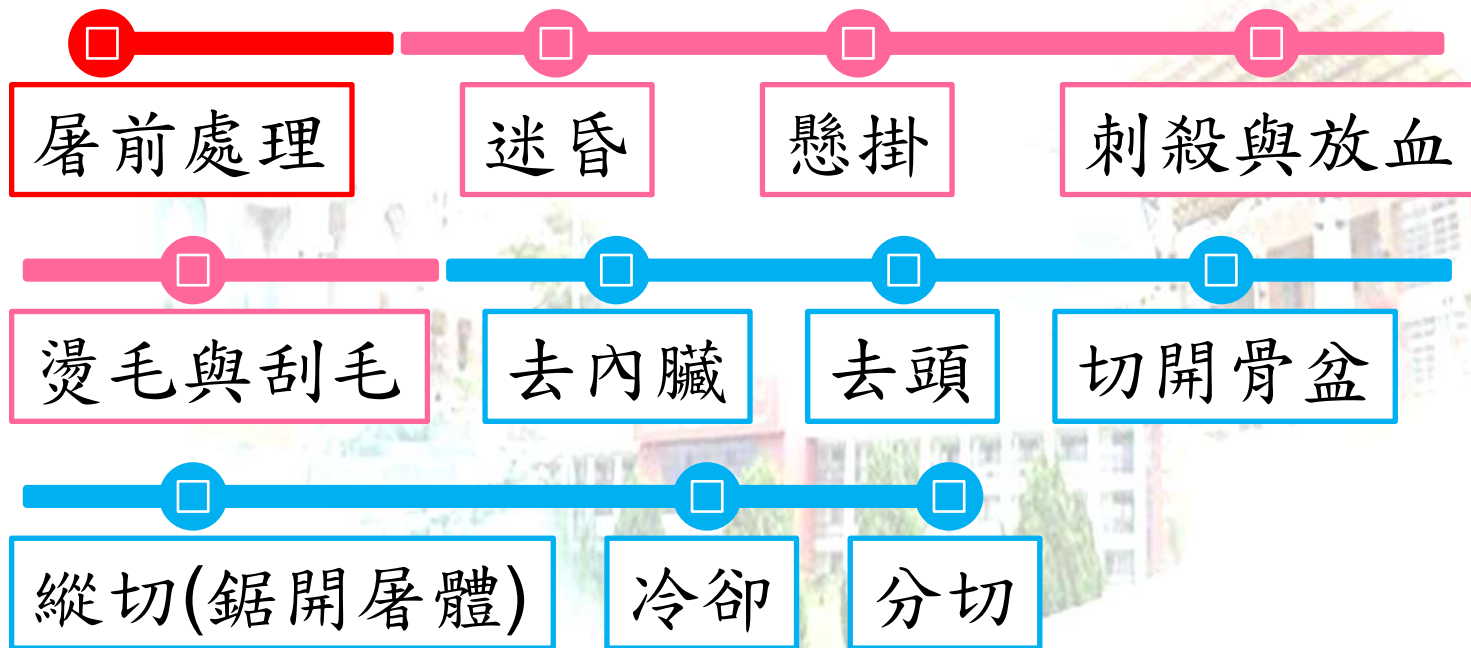 屠前處理
迷昏
懸掛
刺殺與放血
燙毛與刮毛
去內臟
去頭
切開骨盆
縱切(鋸開屠體)
冷卻
分切